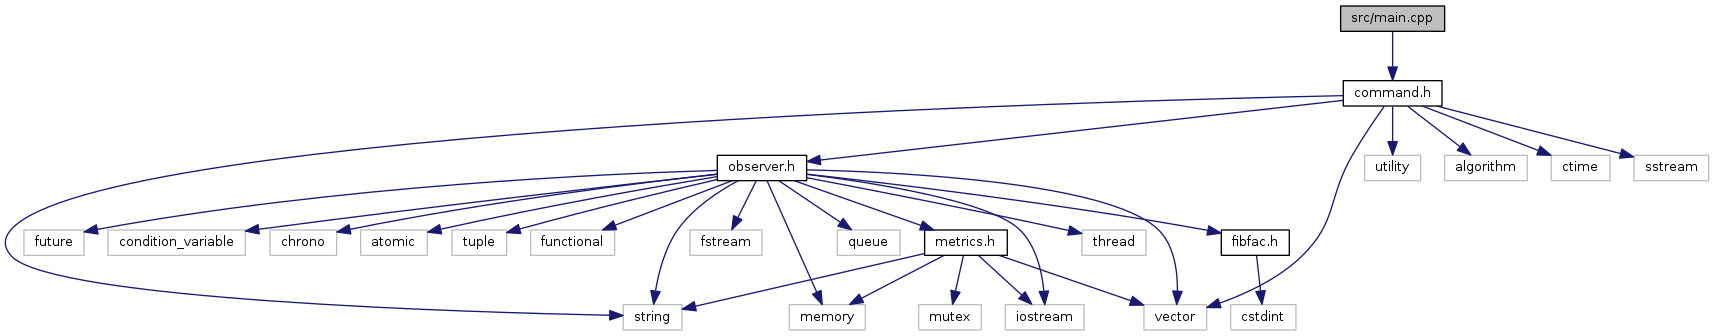 src/main.cpp
command.h
observer.h
utility
algorithm
ctime
sstream
future
condition_variable
chrono
atomic
tuple
functional
fstream
queue
metrics.h
thread
fibfac.h
string
memory
mutex
iostream
vector
cstdint